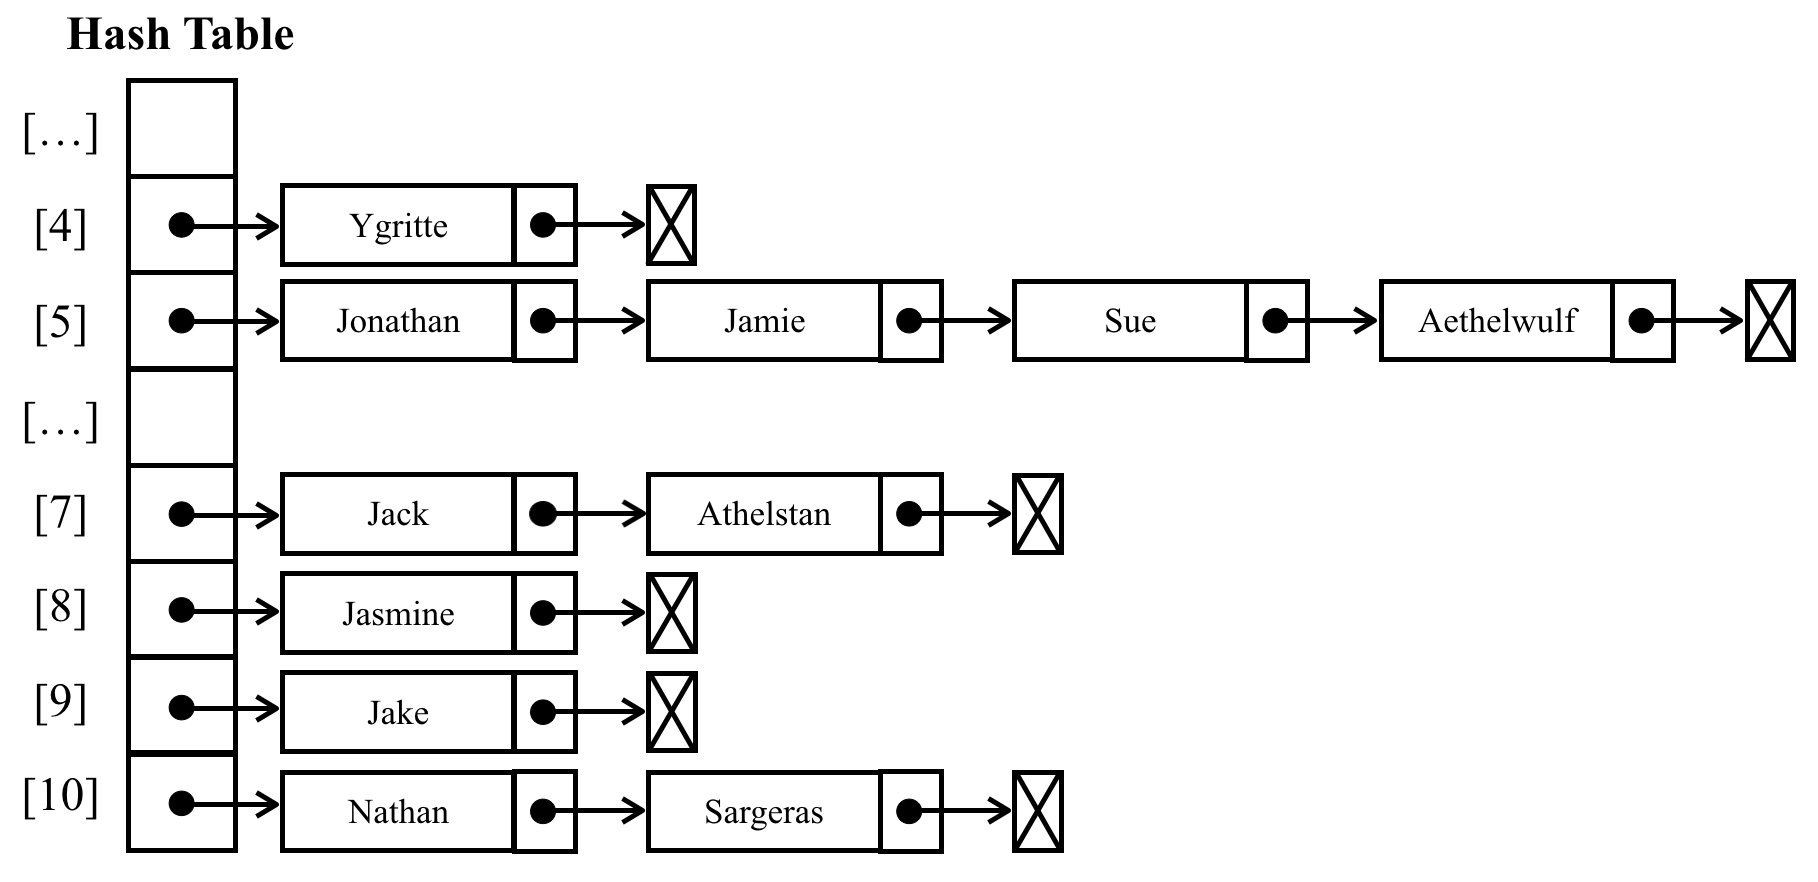 Hash Table
[…]
[4] Ygritte
[5] Jonathan Jamie Sue Aethelwulf
[…]
[7] Jack Athelstan
[8] Jasmine
[9] Jake
[10] Nathan Sargeras